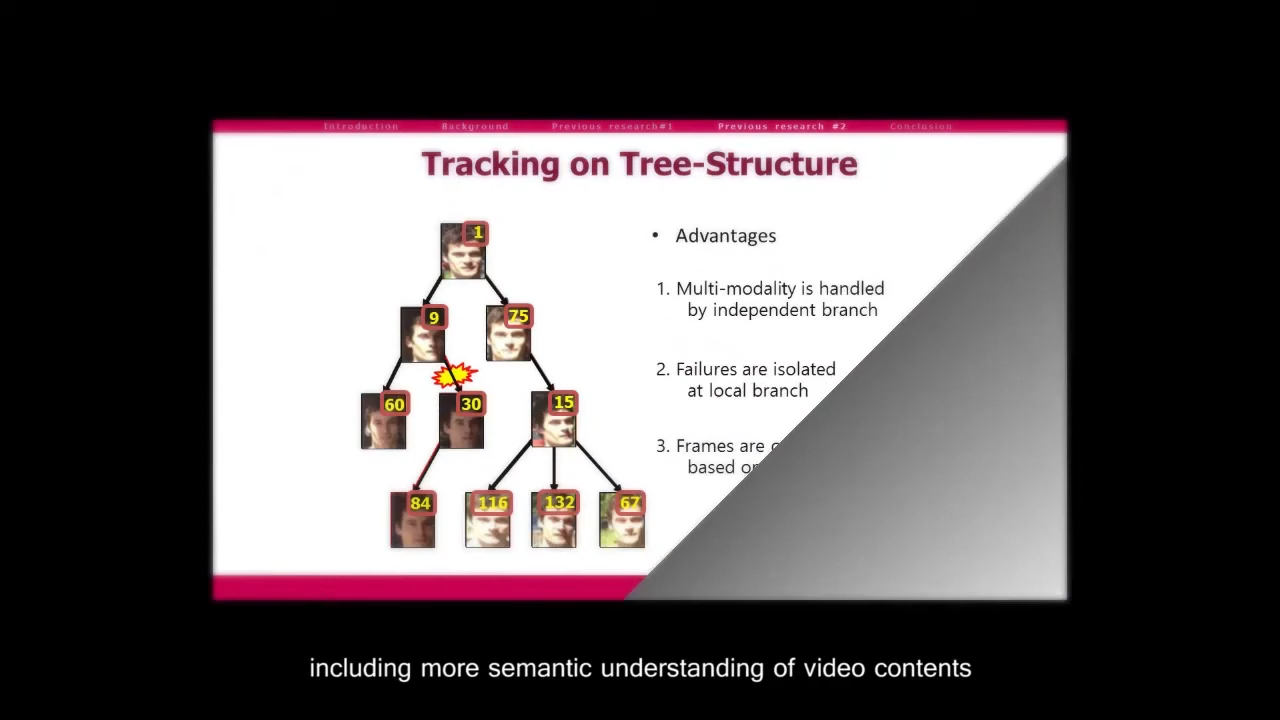 Introduction Background Previous research#1 Previous research #2 Conclusion
Tracking on Tree-Structure
1
9
75
60
30
15
84
116
132
67
• Advantages
1. Multi-modality is handled
by independent branch
2. Failures are isolated
at local branch
3. Frames are
based
including more semantic understanding of video contents